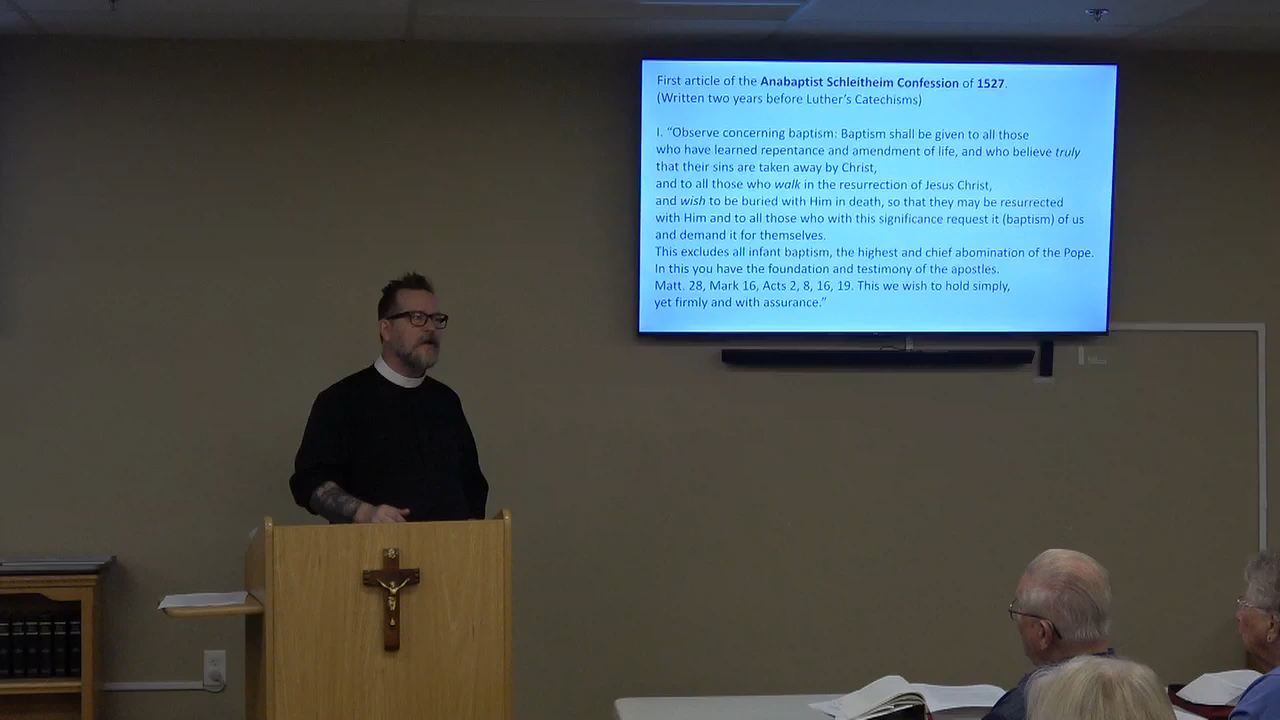 First article of the Anabaptist Schleitheim Confession of 1527.
(Written two years before Luther's Catechisms)
I. “Observe concerning baptism: Baptism shall be given to all those
who have learned repentance and amendment of life, and who believe truly
that their sins are taken away by Christ,
and to all those who walk in the resurrection of Jesus Christ,
and wish to be buried with Him in death, so that they may be resurrected
with Him and to all those who with this significance request it (baptism) of us
and demand it for themselves.
This excludes all infant baptism, the highest and chief abomination of the Pope.
In this you have the foundation and testimony of the apostles.
Matt. 28, Mark 16, Acts 2, 8, 16, 19. This we wish to hold simply,
yet firmly and with assurance.”